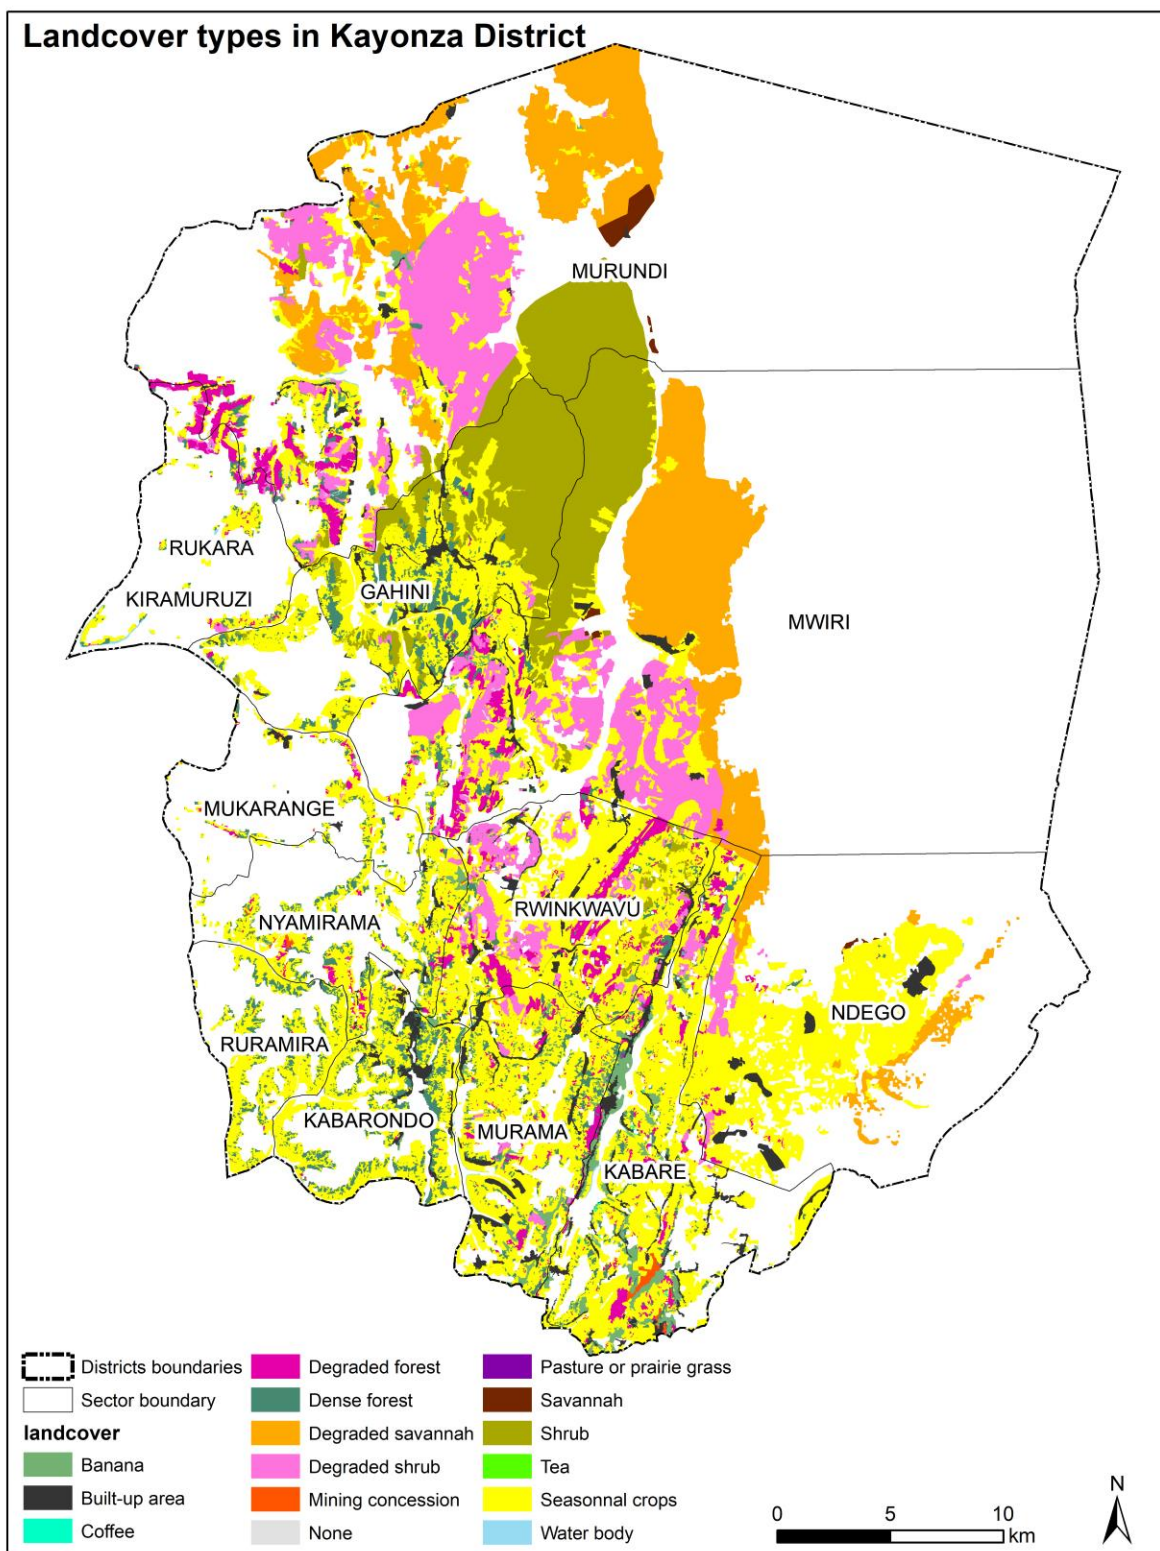 Landcover types in Kayonza District
MURUNDI
RUKARA
KIRAMURUZI
GAHINI
MWIRI
MUKARANGE
NYAMIRAMA
RWINKWAVU
NDEGO
RURAMIRA
KABARONDO
MURAMA
KABARE
Districts boundaries
Sector boundary
landcover
Banana
Built-up area
Coffee
Degraded forest
Dense forest
Degraded savannah
Degraded shrub
Mining concession
None
Pasture or prairie grass
Savannah
Shrub
Tea
Seasonnal crops
Water body
0 5 10
km
N